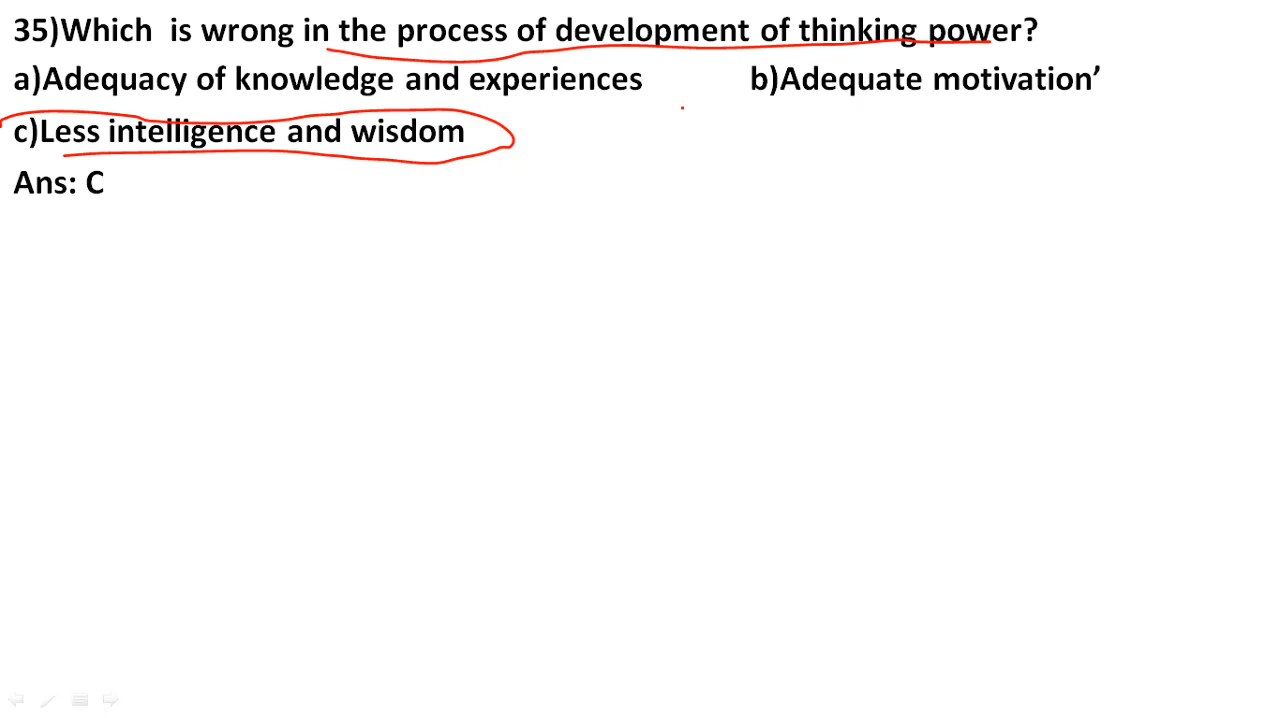 35)Which  is wrong in the process of development of thinking power?
a)Adequacy of knowledge and experiences b)Adequate motivation’
c)Less intelligence and wisdom
Ans: C